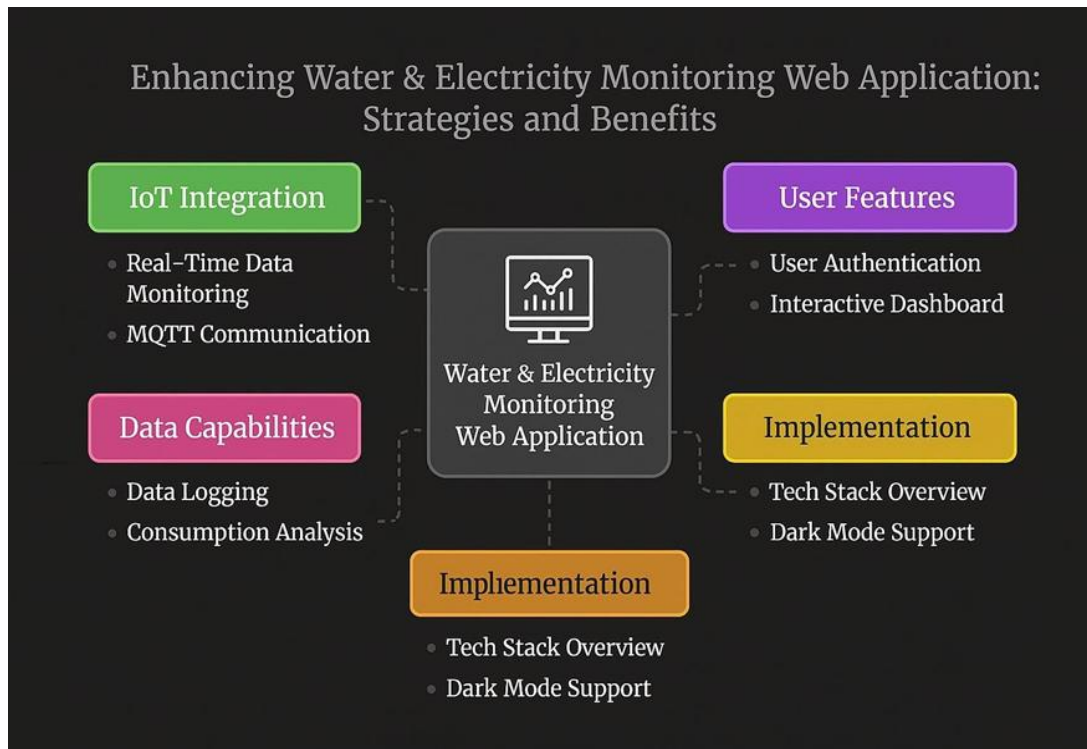 Enhancing Water & Electricity Monitoring Web Application:
Strategies and Benefits
IoT Integration
• Real-Time Data
Monitoring
• MQTT Communication
Data Capabilities
• Data Logging
• Consumption Analysis
Water & Electricity
Monitoring
Web Application
User Features
• User Authentication
• Interactive Dashboard
Implementation
• Tech Stack Overview
• Dark Mode Support
Implıementation
• Tech Stack Overview
• Dark Mode Support